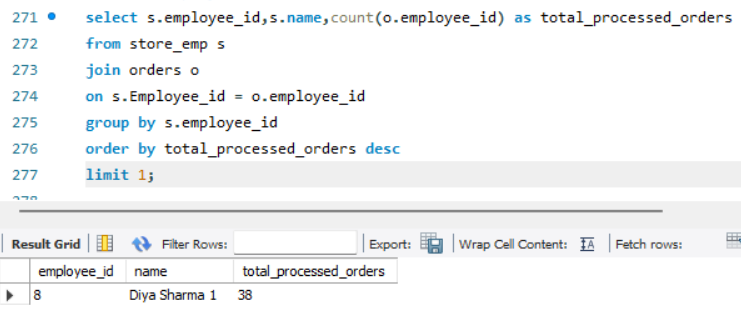 271 select s.employee_id,s.name,count(o.employee_id) as total_processed_orders
272 from store_emp s
273 join orders o
274 on s.Employee_id = o.employee_id
275 group by s.employee_id
276 order by total_processed_orders desc
277 limit 1;
Result Grid Filter Rows: Export: Wrap Cell Content: IA Fetch rows:
employee_id name total_processed_orders
8 Diya Sharma 1 38